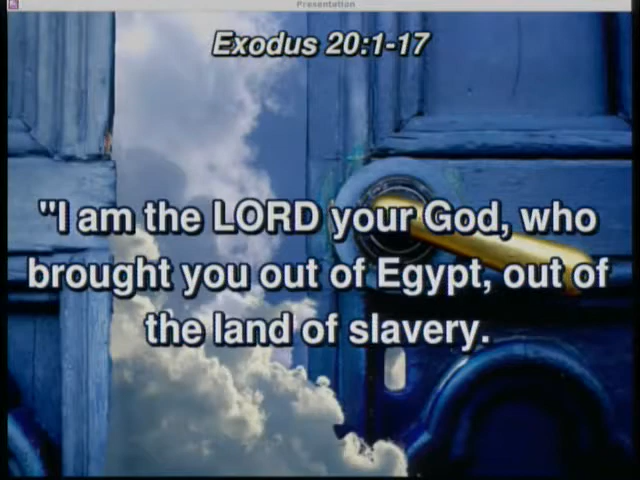 Presentation
Exodus 20:1-17
"I am the LORD your God, who
brought you out of Egypt, out of
the land of slavery.